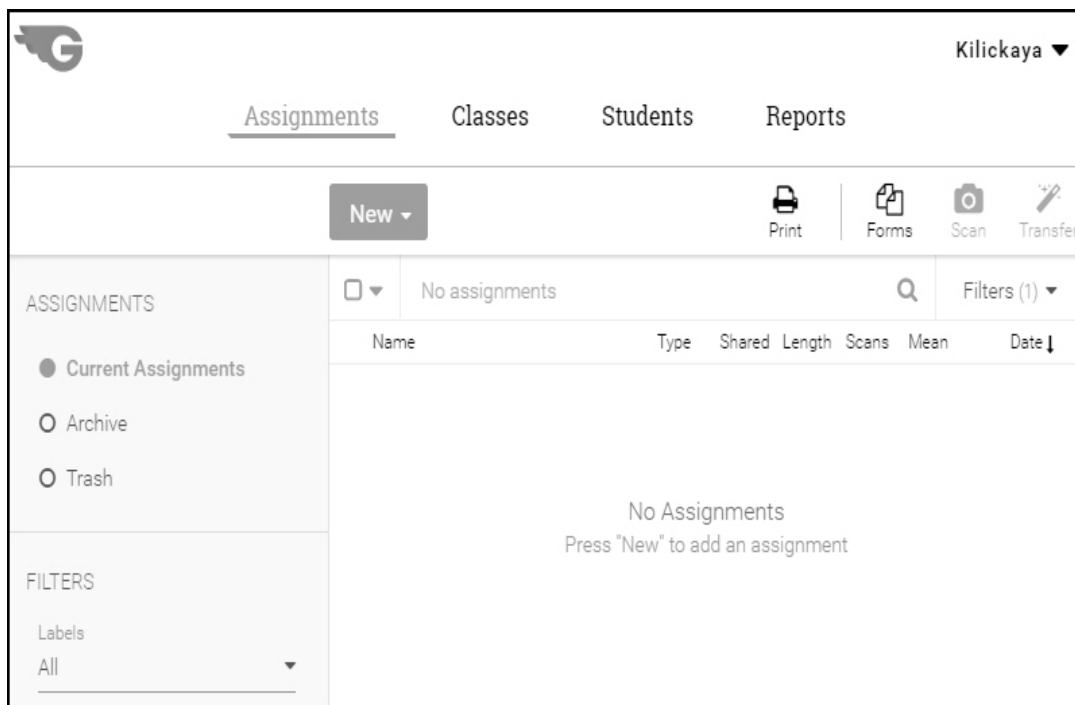 G
Kilickaya
Assignments Classes Students Reports
New
Print Forms Scan Transfer
ASSIGNMENTS
No assignments Filters (1)
Name Type Shared Length Scans Mean Date
Current Assignments
Archive
Trash
No Assignments
Press "New" to add an assignment
FILTERS
Labels
All